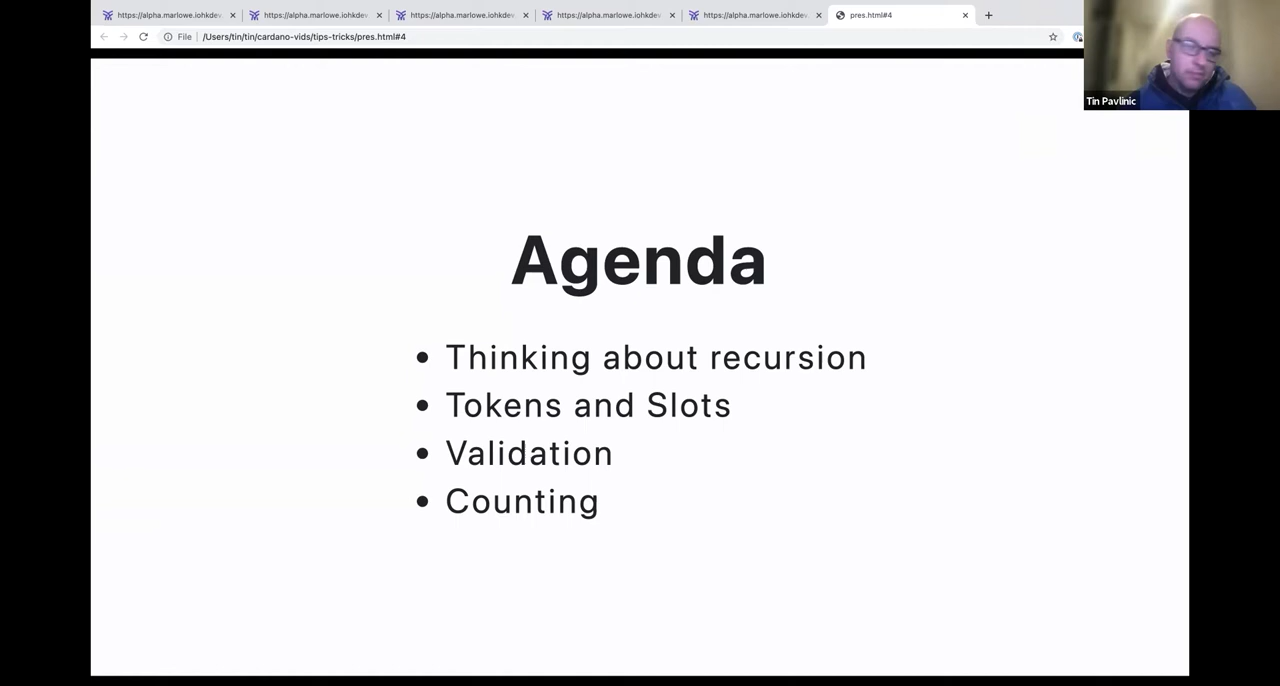 https://alpha.marlowe.iohkdev.
https://alpha.marlowe.iohkdev.
https://alpha.marlowe.iohkdev.
https://alpha.marlowe.iohkdev.
https://alpha.marlowe.iohkdev.
pres.html#4
File
/Users/tin/tin/cardano-vids/tips-tricks/pres.html#4
Tin Pavlinic
Agenda
• Thinking about recursion
• Tokens and Slots
• Validation
• Counting